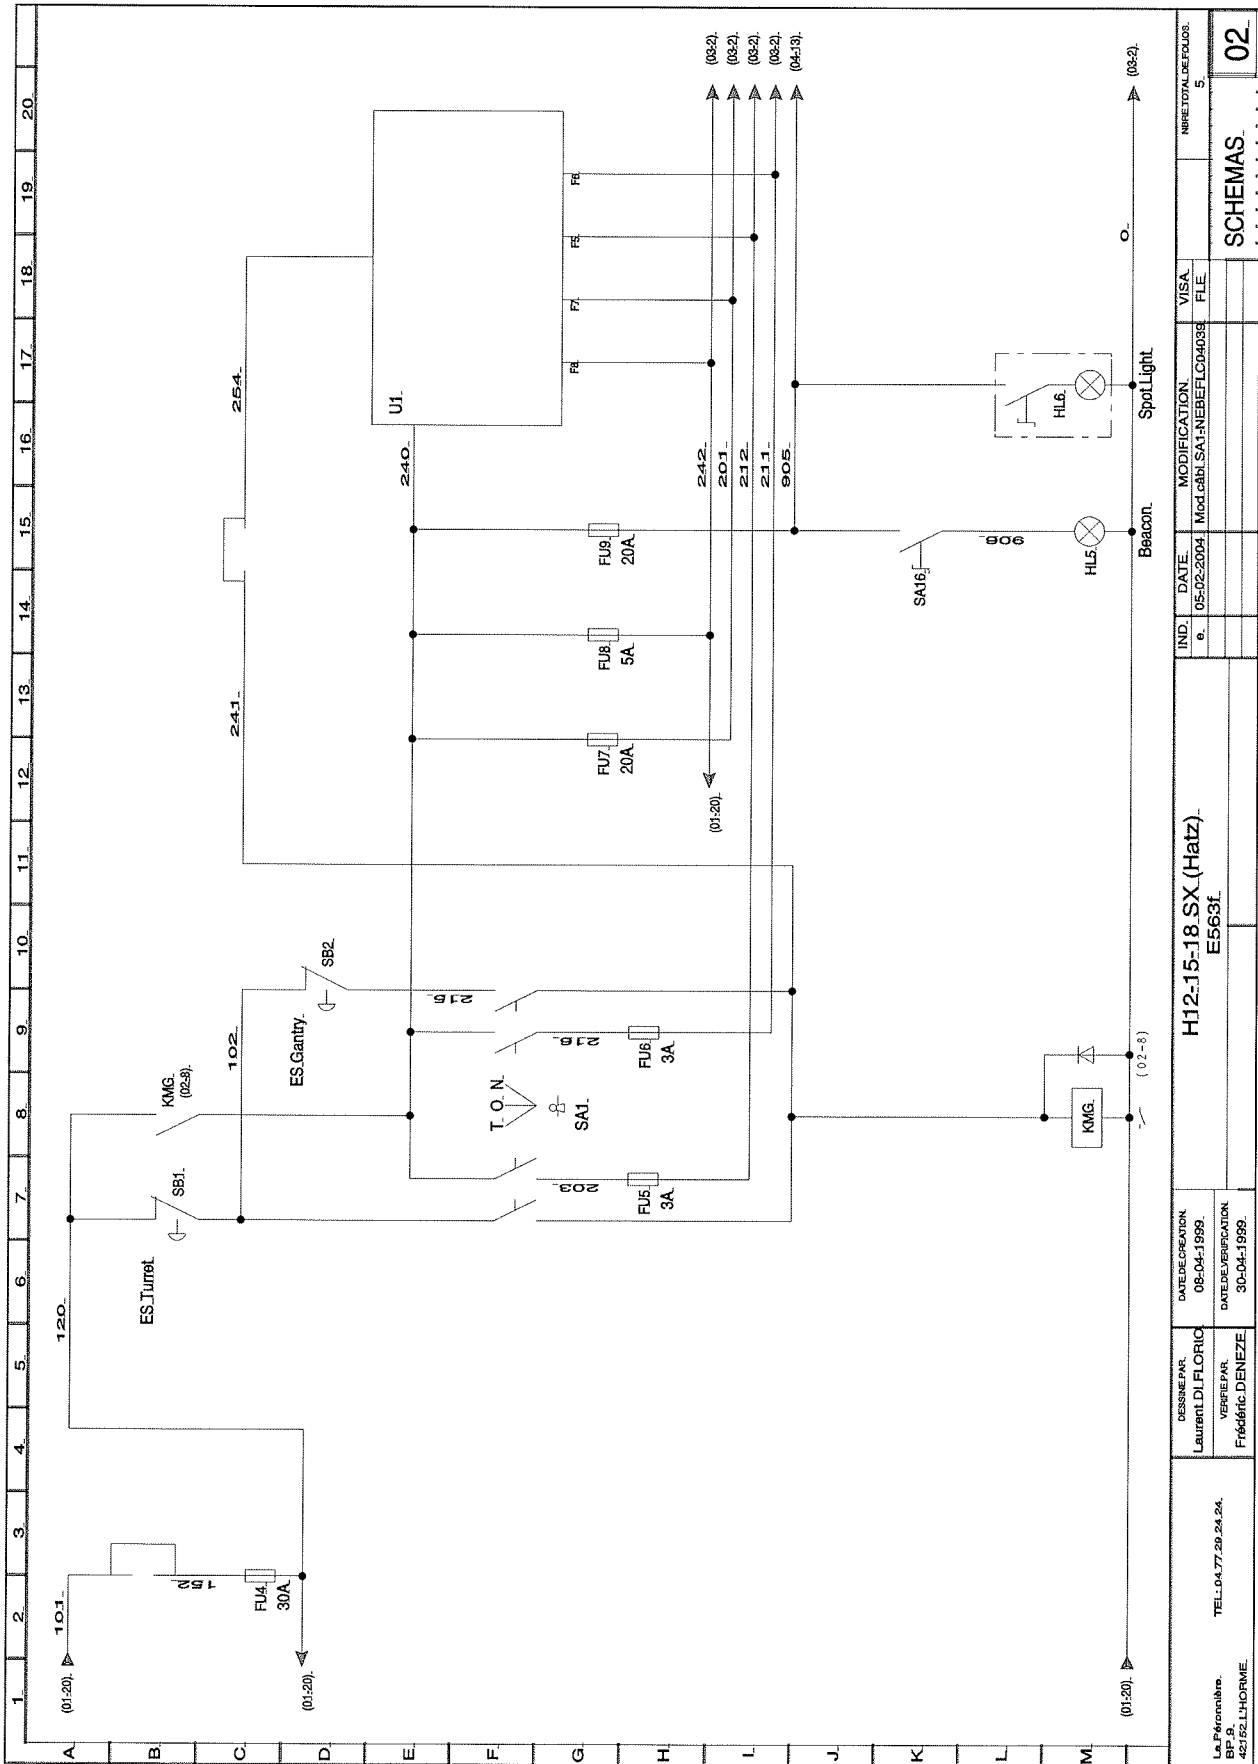 1 2 3 4 5 6 7 8 9 10 11 12 13 14 15 16 17 18 19 20
A
B
C
D
E
F
G
H
I
J
K
L
M
(01-20).
101
152
FU4
30A
(01-20).
120
ES Turret
SB1
KMG
(02-8).
102
ES Gantry
SB2
215
241
254
U1
240
F8
F7
F5
F6
T O N
SA1
203
FU5
3A
216
FU6
3A
FU7
20A
FU8
5A
FU9
20A
(01-20).
242
201
212
211
905
(03-2).
(03-2).
(03-2).
(03-2).
(04-13).
SA16
906
HL5
Beacon
HL6
Spot Light
KMG
(02-8)
(01-20).
0
(03-2).
La Péronnière
BP 9
42152 L'HORME
TEL: 04.77.29.24.24
DESSINE PAR
Laurent DI FLORIO
DATE DE CREATION
08-04-1999
VERIFIE PAR
Frédéric DENEZE
DATE DE VERIFICATION
30-04-1999
H12-15-18 SX (Hatz)
E563f
IND. DATE MODIFICATION VISA
e 05-02-2004 Mod câbl SA1-NEBEFLC04039 FLE
NBRE TOTAL DE FOLIOS
5
SCHEMAS
02